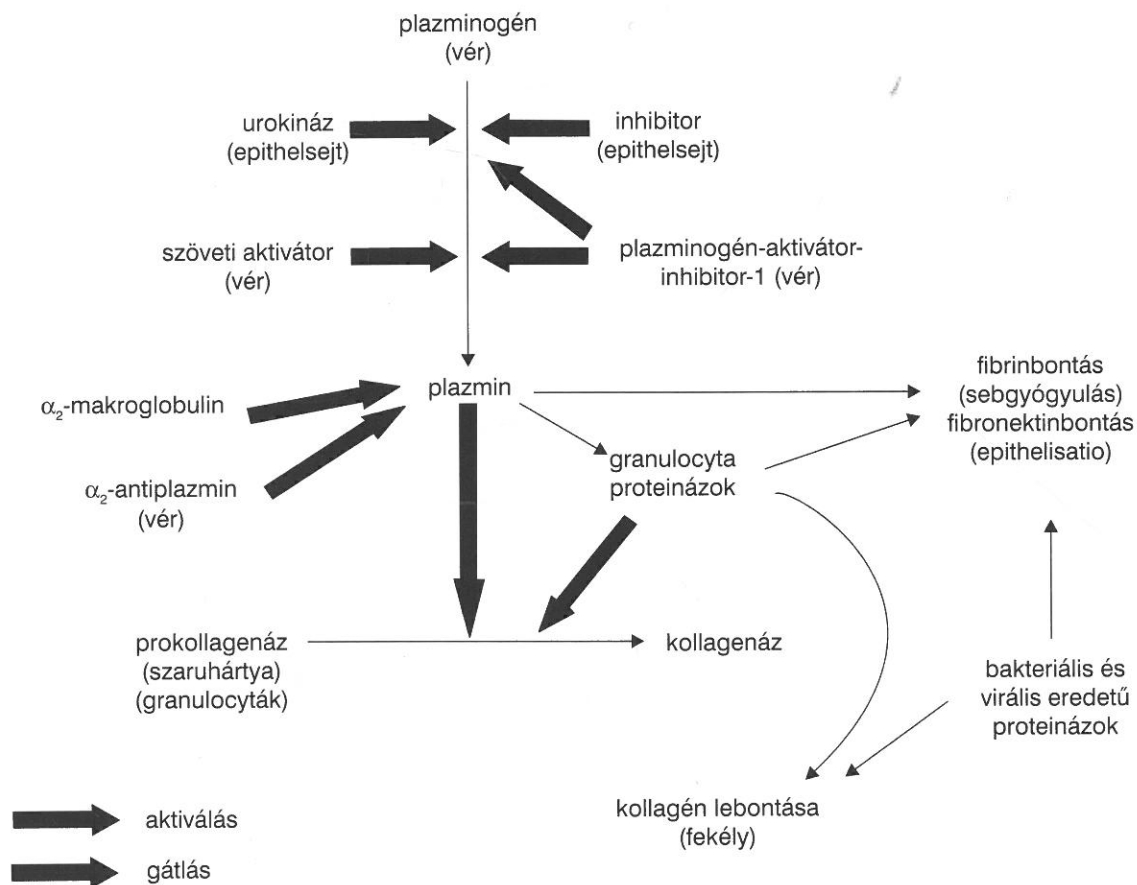 plazminogén
(vér)
urokináz
(epithelsejt)
inhibitor
(epithelsejt)
szöveti aktivátor
(vér)
plazminogén-aktivátor-
inhibitor-1 (vér)
α₂-makroglobulin
plazmin
fibrinbontás
(sebgyógyulás)
fibronektinbontás
(epithelisatio)
α₂-antiplazmin
(vér)
granulocyta
proteinázok
prokollagenáz
(szaruhártya)
(granulocyták)
kollagenáz
bakteriális és
virális eredetű
proteinázok
kollagén lebontása
(fekély)
aktiválás
gátlás